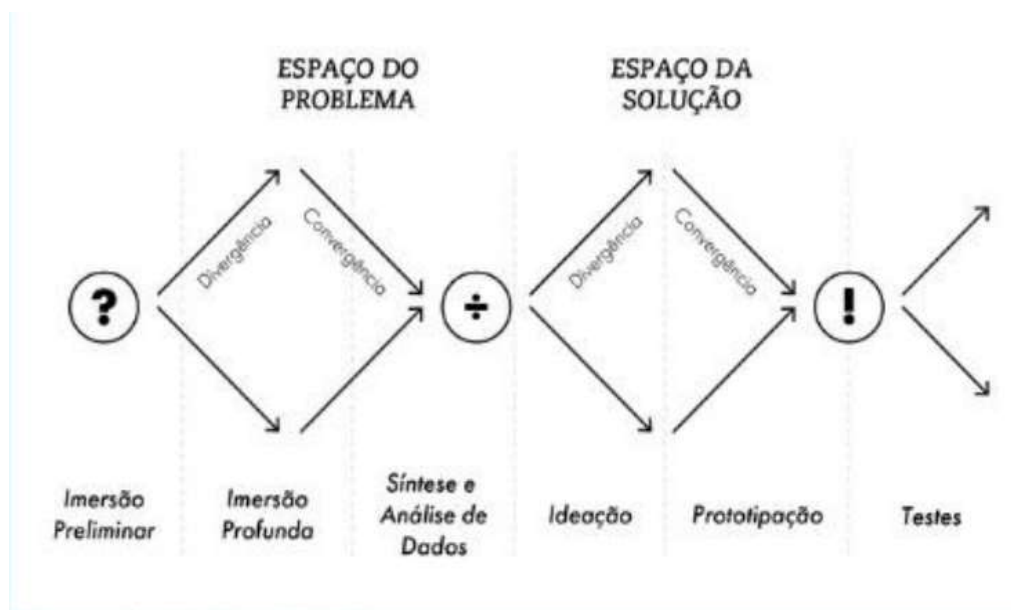 ESPAÇO DO
PROBLEMA
ESPAÇO DA
SOLUÇÃO
Divergência
Convergência
Divergência
Convergência
?
÷
!
Imersão
Preliminar
Imersão
Profunda
Síntese e
Análise de
Dados
Ideação
Prototipação
Testes